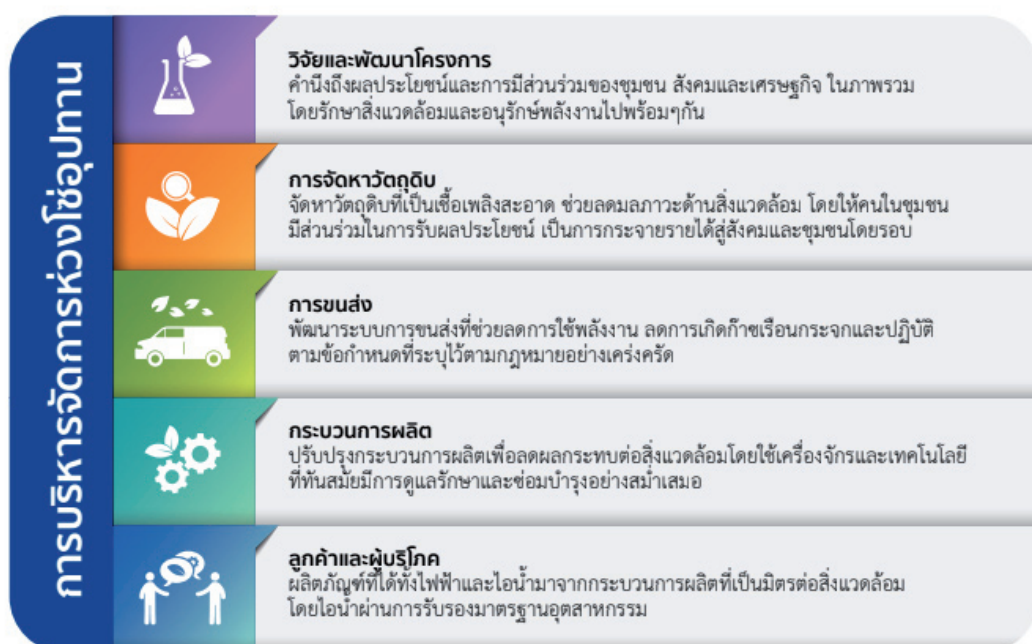 การบริหารจัดการห่วงโซ่อุปทาน
วิจัยและพัฒนาโครงการ
คำนึงถึงผลประโยชน์และการมีส่วนร่วมของชุมชน สังคมและเศรษฐกิจ ในภาพรวม
โดยรักษาสิ่งแวดล้อมและอนุรักษ์พลังงานไปพร้อมๆกัน
การจัดหาวัตถุดิบ
จัดหาวัตถุดิบที่เป็นเชื้อเพลิงสะอาด ช่วยลดมลภาวะด้านสิ่งแวดล้อม โดยให้คนในชุมชน
มีส่วนร่วมในการรับผลประโยชน์ เป็นการกระจายรายได้สู่สังคมและชุมชนโดยรอบ
การขนส่ง
พัฒนาระบบการขนส่งที่ช่วยลดการใช้พลังงาน ลดการเกิดก๊าซเรือนกระจกและปฏิบัติ
ตามข้อกำหนดที่ระบุไว้ตามกฎหมายอย่างเคร่งครัด
กระบวนการผลิต
ปรับปรุงกระบวนการผลิตเพื่อลดผลกระทบต่อสิ่งแวดล้อมโดยใช้เครื่องจักรและเทคโนโลยี
ที่ทันสมัยมีการดูแลรักษาและซ่อมบำรุงอย่างสม่ำเสมอ
ลูกค้าและผู้บริโภค
ผลิตภัณฑ์ที่ได้ทั้งไฟฟ้าและไอน้ำมาจากกระบวนการผลิตที่เป็นมิตรต่อสิ่งแวดล้อม
โดยไอน้ำผ่านการรับรองมาตรฐานอุตสาหกรรม